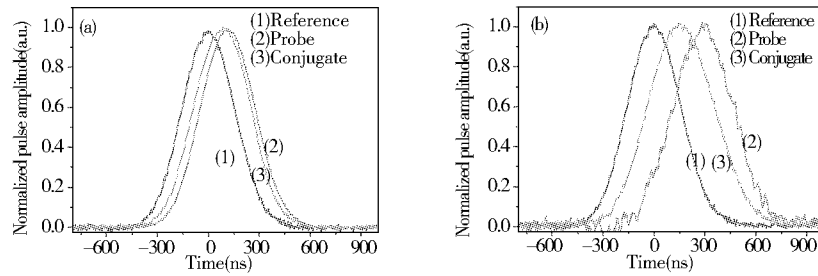 (a)
(1)Reference
(2)Probe
(3)Conjugate
Normalized pulse amplitude(a.u.)
1.0
0.8
0.6
0.4
0.2
0.0
(1)
(2)
(3)
−600 −300 0 300 600 900
Time(ns)
(b)
(1) Reference
(2) Probe
(3) Conjugate
Normalized pulse amplitude(a.u.)
1.0
0.8
0.6
0.4
0.2
0.0
(1)
(3)
(2)
−600 −300 0 300 600 900
Time(ns)